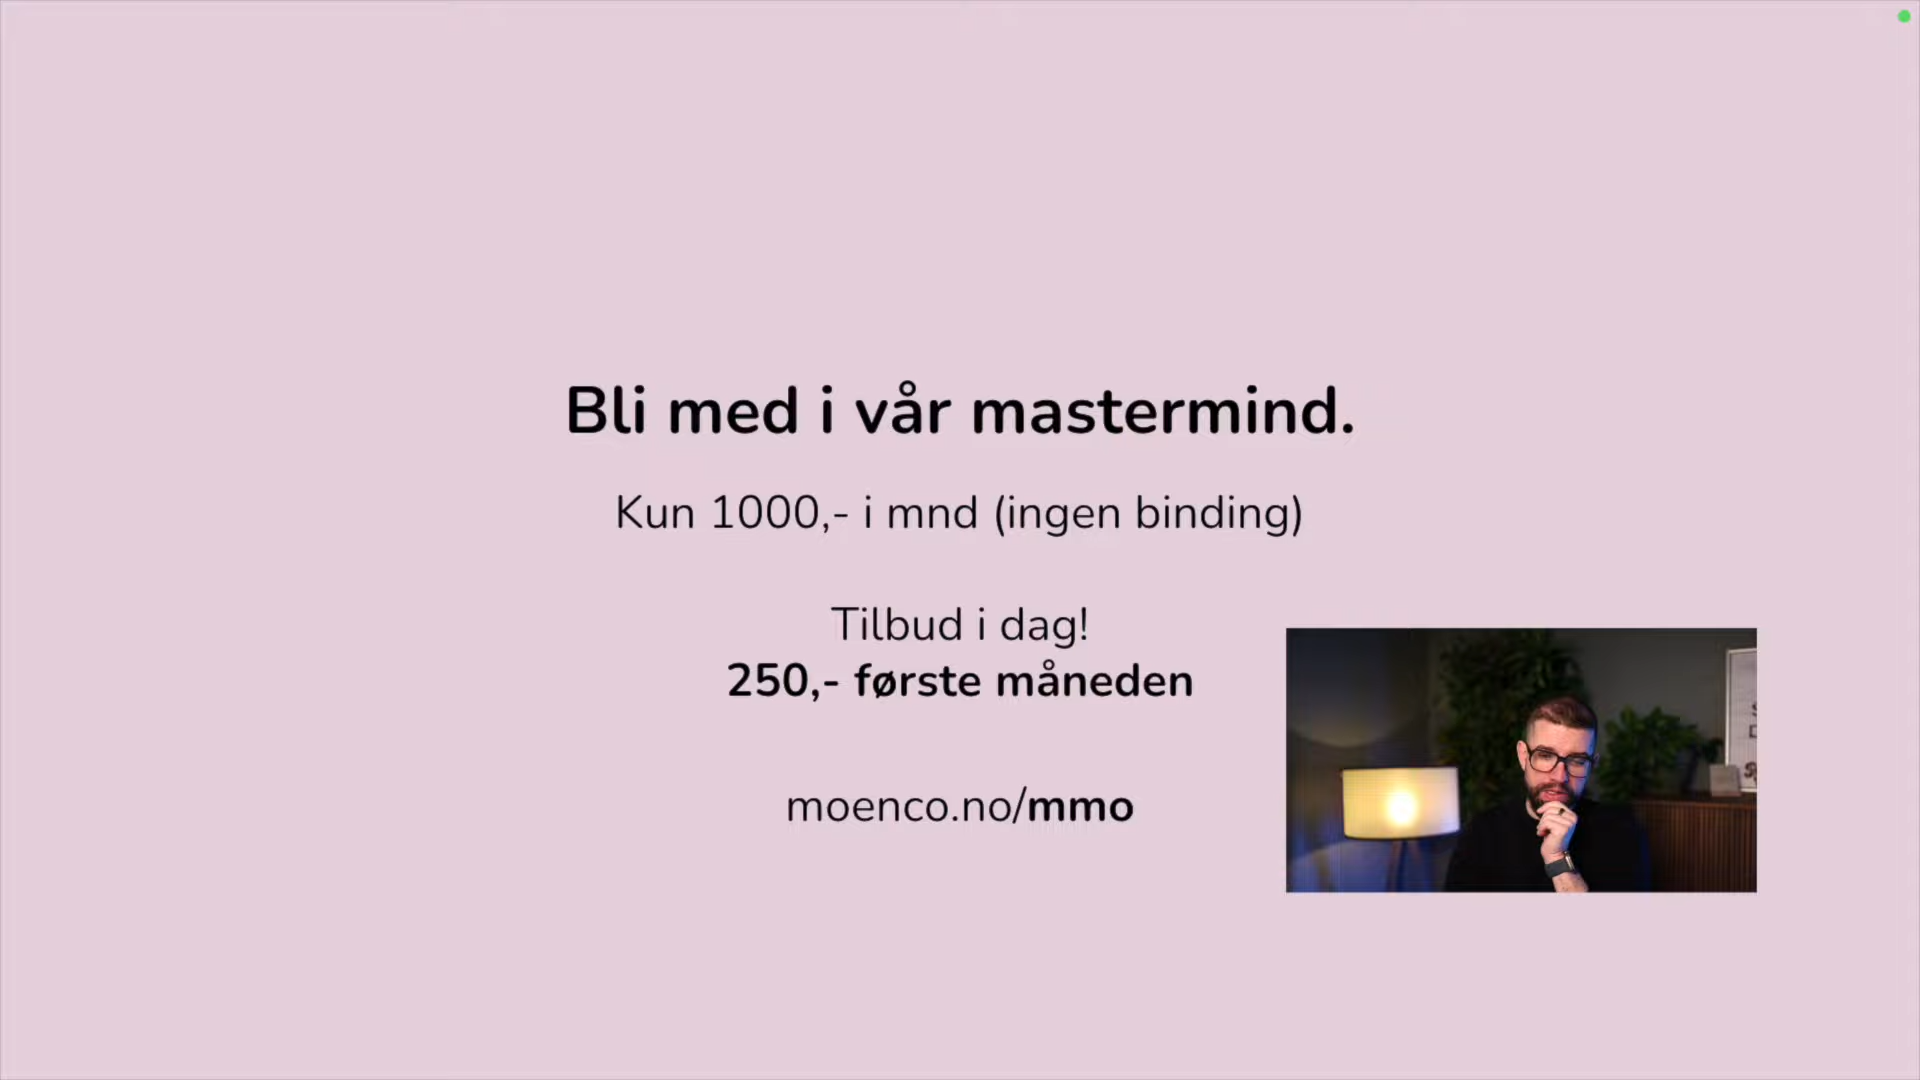 Bli med i vår mastermind.
Kun 1000,- i mnd (ingen binding)
Tilbud i dag!
250,- første måneden
moenco.no/mmo